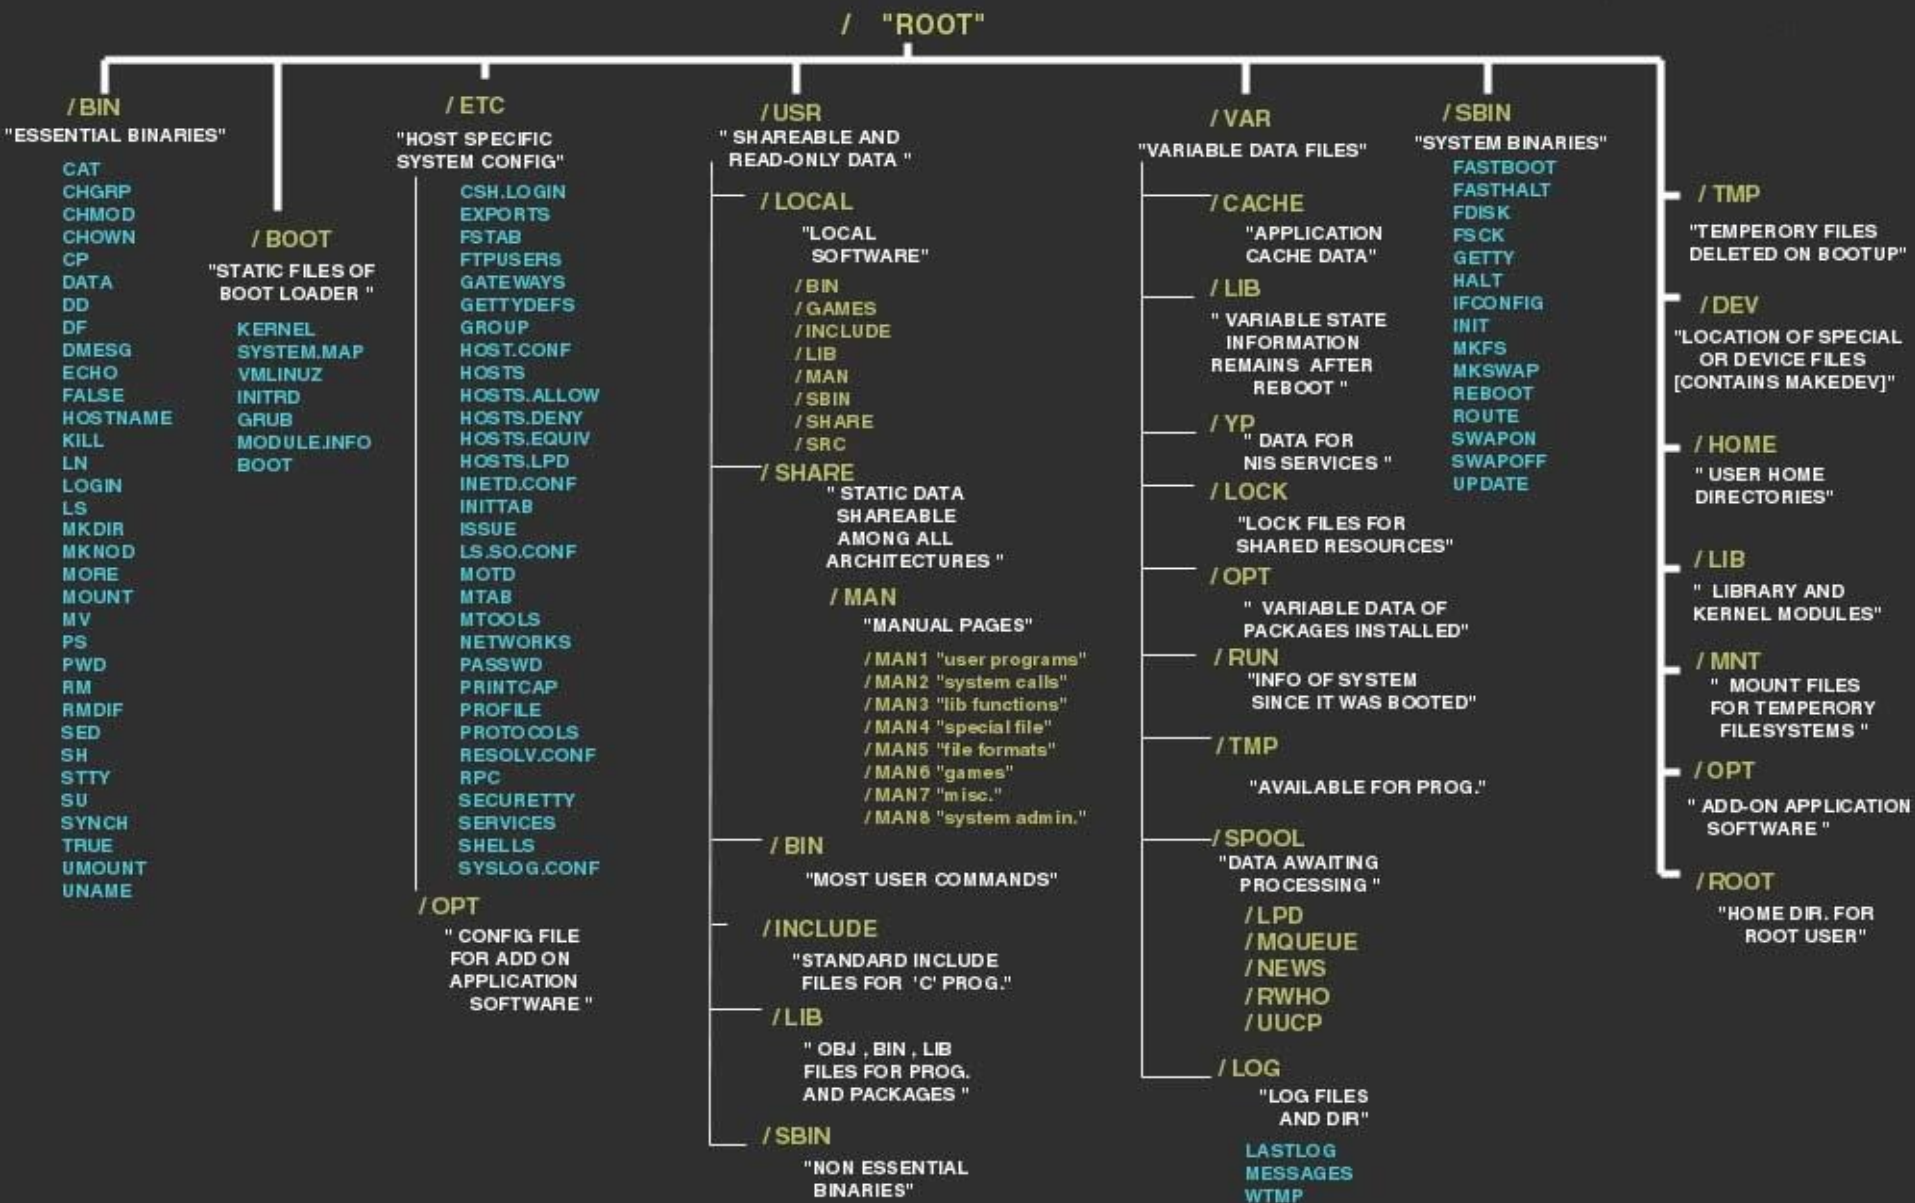 / "ROOT"
/BIN
"ESSENTIAL BINARIES"
CAT
CHGRP
CHMOD
CHOWN
CP
DATA
DD
DF
DMESG
ECHO
FALSE
HOSTNAME
KILL
LN
LOGIN
LS
MKDIR
MKNOD
MORE
MOUNT
MV
PS
PWD
RM
RMDIF
SED
SH
STTY
SU
SYNCH
TRUE
UMOUNT
UNAME
/BOOT
"STATIC FILES OF
BOOT LOADER "
KERNEL
SYSTEM.MAP
VMLINUZ
INITRD
GRUB
MODULE.INFO
BOOT
/ETC
"HOST SPECIFIC
SYSTEM CONFIG"
CSH.LOGIN
EXPORTS
FSTAB
FTPUSERS
GATEWAYS
GETTYDEFS
GROUP
HOST.CONF
HOSTS
HOSTS.ALLOW
HOSTS.DENY
HOSTS.EQUIV
HOSTS.LPD
INETD.CONF
INITTAB
ISSUE
LS.SO.CONF
MOTD
MTAB
MTOOLS
NETWORKS
PASSWD
PRINTCAP
PROFILE
PROTOCOLS
RESOLV.CONF
RPC
SECURETTY
SERVICES
SHELLS
SYSLOG.CONF
/OPT
" CONFIG FILE
FOR ADD ON
APPLICATION
SOFTWARE "
/USR
" SHAREABLE AND
READ-ONLY DATA "
/LOCAL
"LOCAL
SOFTWARE"
/BIN
/GAMES
/INCLUDE
/LIB
/MAN
/SBIN
/SHARE
/SRC
/SHARE
" STATIC DATA
SHAREABLE
AMONG ALL
ARCHITECTURES "
/MAN
"MANUAL PAGES"
/MAN1 "user programs"
/MAN2 "system calls"
/MAN3 "lib functions"
/MAN4 "special file"
/MAN5 "file formats"
/MAN6 "games"
/MAN7 "misc."
/MAN8 "system admin."
/BIN
"MOST USER COMMANDS"
/INCLUDE
"STANDARD INCLUDE
FILES FOR 'C' PROG."
/LIB
" OBJ , BIN , LIB
FILES FOR PROG.
AND PACKAGES "
/SBIN
"NON ESSENTIAL
BINARIES"
/VAR
"VARIABLE DATA FILES"
/CACHE
"APPLICATION
CACHE DATA"
/LIB
" VARIABLE STATE
INFORMATION
REMAINS AFTER
REBOOT "
/YP
" DATA FOR
NIS SERVICES "
/LOCK
"LOCK FILES FOR
SHARED RESOURCES"
/OPT
" VARIABLE DATA OF
PACKAGES INSTALLED"
/RUN
"INFO OF SYSTEM
SINCE IT WAS BOOTED"
/TMP
"AVAILABLE FOR PROG."
/SPOOL
"DATA AWAITING
PROCESSING "
/LPD
/MQUEUE
/NEWS
/RWHO
/UUCP
/LOG
"LOG FILES
AND DIR"
LASTLOG
MESSAGES
WTMP
/SBIN
"SYSTEM BINARIES"
FASTBOOT
FASTHALT
FDISK
FSCK
GETTY
HALT
IFCONFIG
INIT
MKFS
MKSWAP
REBOOT
ROUTE
SWAPON
SWAPOFF
UPDATE
/TMP
"TEMPERORY FILES
DELETED ON BOOTUP"
/DEV
"LOCATION OF SPECIAL
OR DEVICE FILES
[CONTAINS MAKEDEV]"
/HOME
" USER HOME
DIRECTORIES"
/LIB
" LIBRARY AND
KERNEL MODULES"
/MNT
" MOUNT FILES
FOR TEMPERORY
FILESYSTEMS "
/OPT
" ADD-ON APPLICATION
SOFTWARE "
/ROOT
"HOME DIR. FOR
ROOT USER"